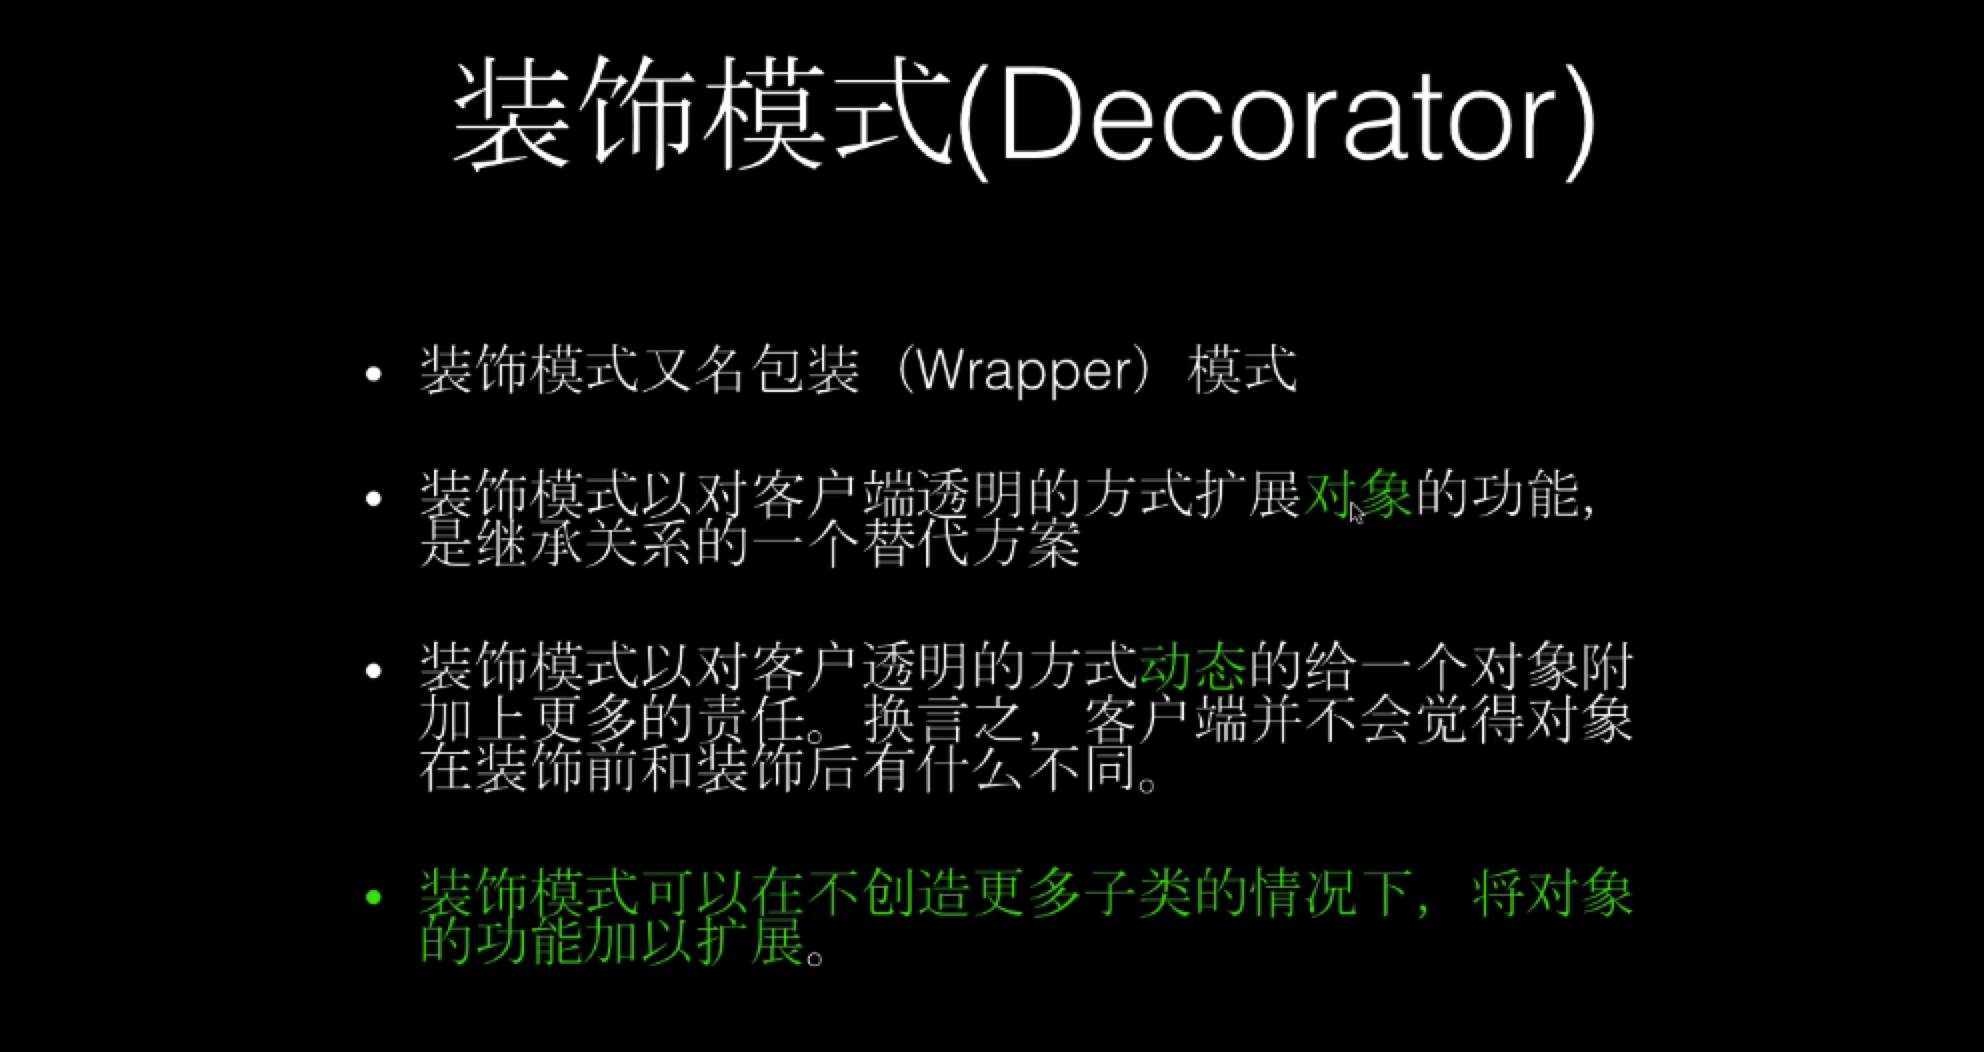 装饰模式(Decorator)
• 装饰模式又名包装（Wrapper）模式
• 装饰模式以对客户端透明的方式扩展对象的功能，
是继承关系的一个替代方案
• 装饰模式以对客户透明的方式动态的给一个对象附
加上更多的责任。换言之，客户端并不会觉得对象
在装饰前和装饰后有什么不同。
• 装饰模式可以在不创造更多子类的情况下，将对象
的功能加以扩展。